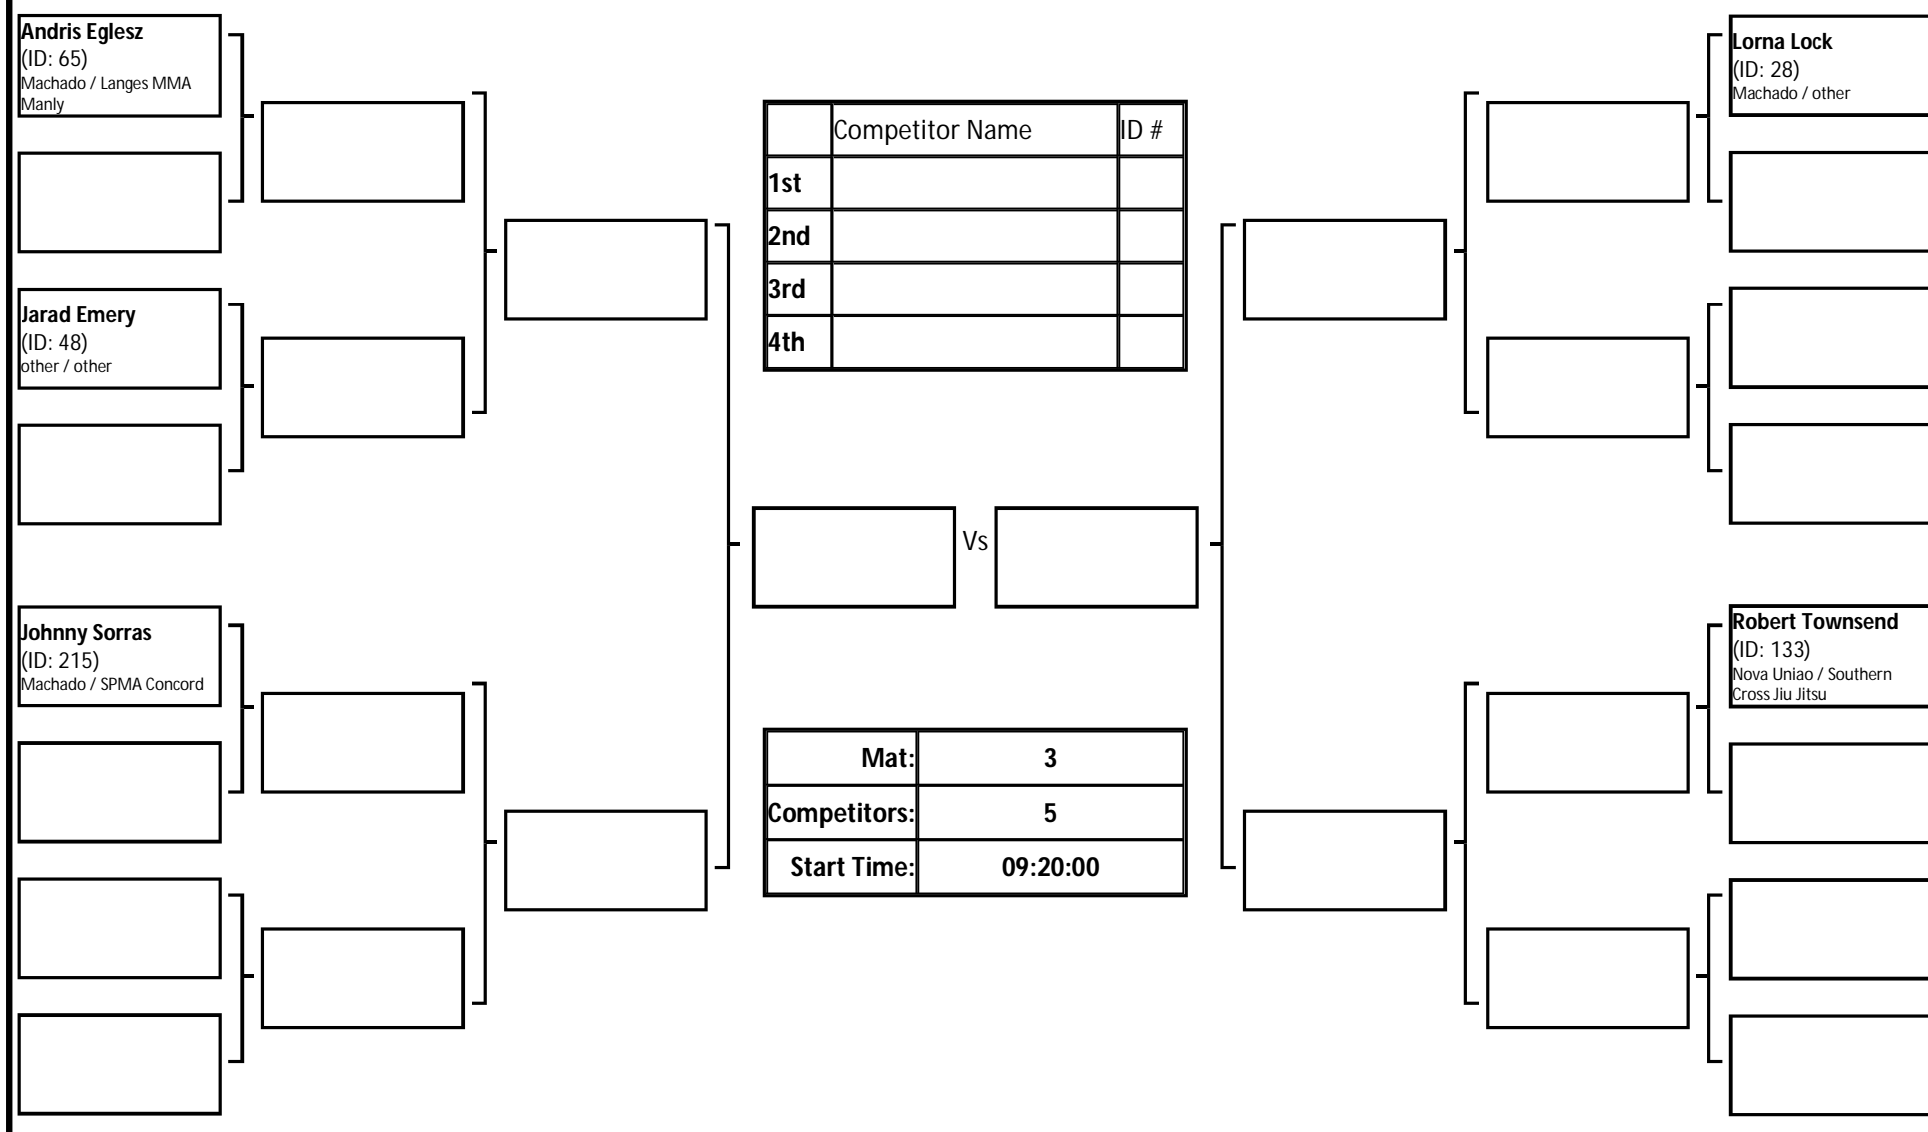 Andris Eglesz
(ID: 65)
Machado / Langes MMA
Manly
Jarad Emery
(ID: 48)
other / other
Johnny Sorras
(ID: 215)
Machado / SPMA Concord
Competitor Name ID #
1st
2nd
3rd
4th
Vs
Mat: 3
Competitors: 5
Start Time: 09:20:00
Lorna Lock
(ID: 28)
Machado / other
Robert Townsend
(ID: 133)
Nova Uniao / Southern
Cross Jiu Jitsu